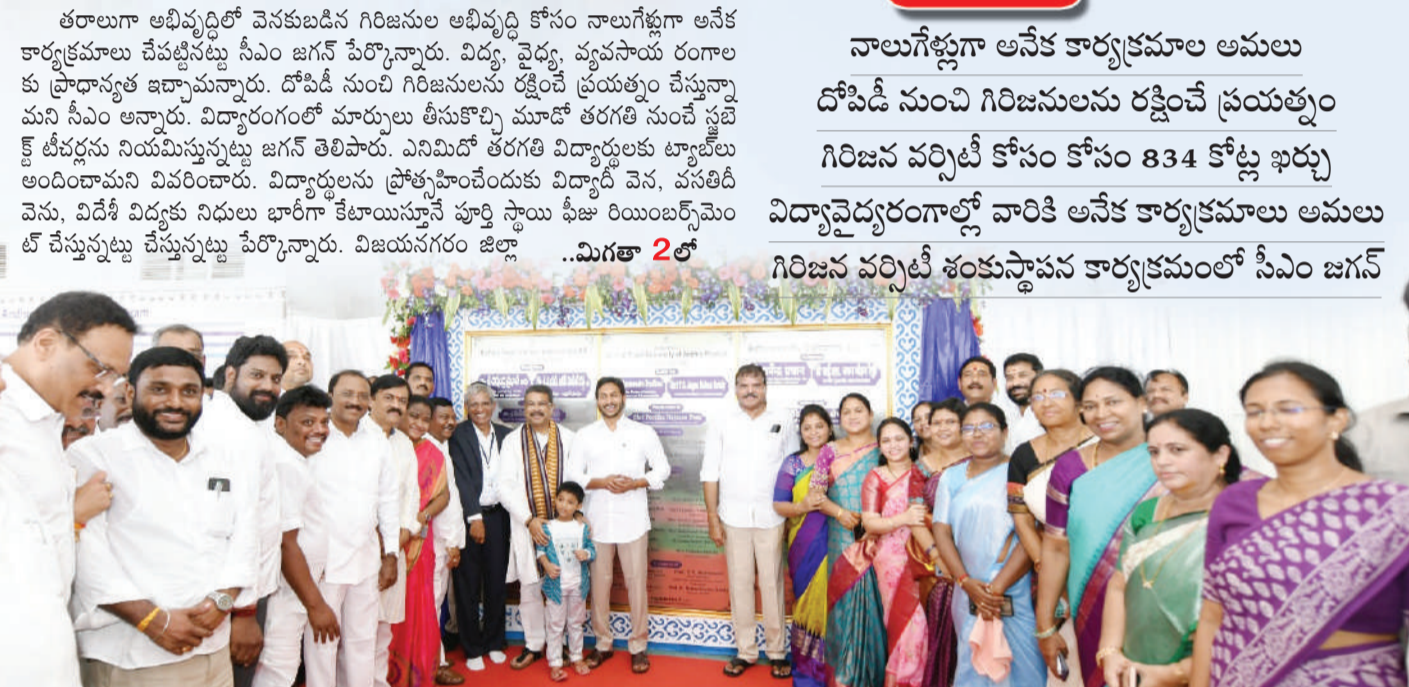 తరాలుగా అభివృద్ధిలో వెనకుబడిన గిరిజనుల అభివృద్ధి కోసం నాలుగేళ్లుగా అనేక
కార్యక్రమాలు చేపట్టినట్టు సీఎం జగన్ పేర్కొన్నారు. విద్య, వైధ్య, వ్యవసాయ రంగాల
కు ప్రాధాన్యత ఇచ్చామన్నారు. దోపిడీ నుంచి గిరిజనులను రక్షించే ప్రయత్నం చేస్తున్నా
మని సీఎం అన్నారు. విద్యారంగంలో మార్పులు తీసుకొచ్చి మూడో తరగతి నుంచే స్జబె
క్ట్ టీచర్లను నియమిస్తున్నట్టు జగన్ తెలిపారు. ఎనిమిదో తరగతి విద్యార్థులకు ట్యాబ్‌లు
అందించామని వివరించారు. విద్యార్థులను ప్రోత్సహించేందుకు విద్యాదీ వెన, వసతిదీ
వెను, విదేశీ విద్యకు నిధులు భారీగా కేటాయిస్తూనే పూర్తి స్థాయి ఫీజు రియింబర్స్‌మెం
ట్ చేస్తున్నట్టు చేస్తున్నట్టు పేర్కొన్నారు. విజయనగరం జిల్లా
..మిగతా 2లో
నాలుగేళ్లుగా అనేక కార్యక్రమాల అమలు
దోపిడీ నుంచి గిరిజనులను రక్షించే ప్రయత్నం
గిరిజన వర్సిటీ కోసం కోసం 834 కోట్ల ఖర్చు
విద్యావైద్యరంగాల్లో వారికి అనేక కార్యక్రమాలు అమలు
గిరిజన వర్సిటీ శంకుస్థాపన కార్యక్రమంలో సీఎం జగన్